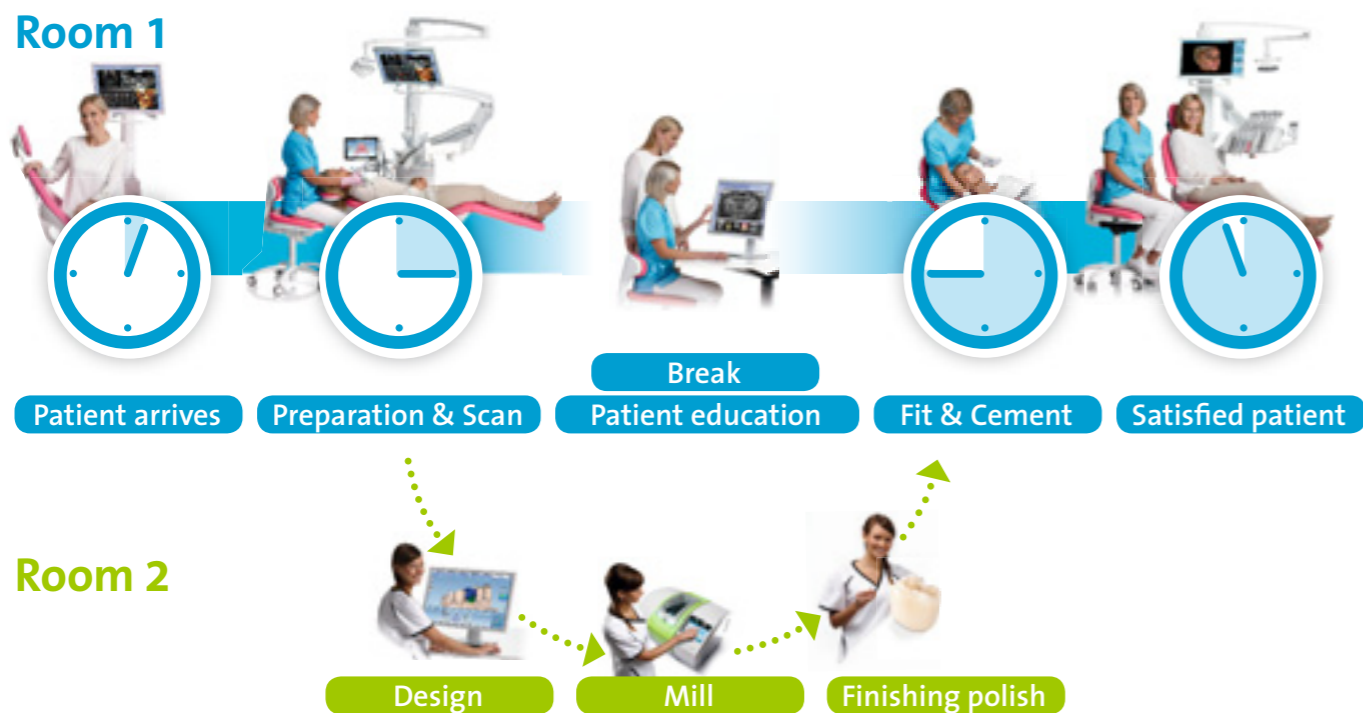 Room 1
Break
Patient arrives
Preparation & Scan
Patient education
Fit & Cement
Satisfied patient
Room 2
Design
Mill
Finishing polish